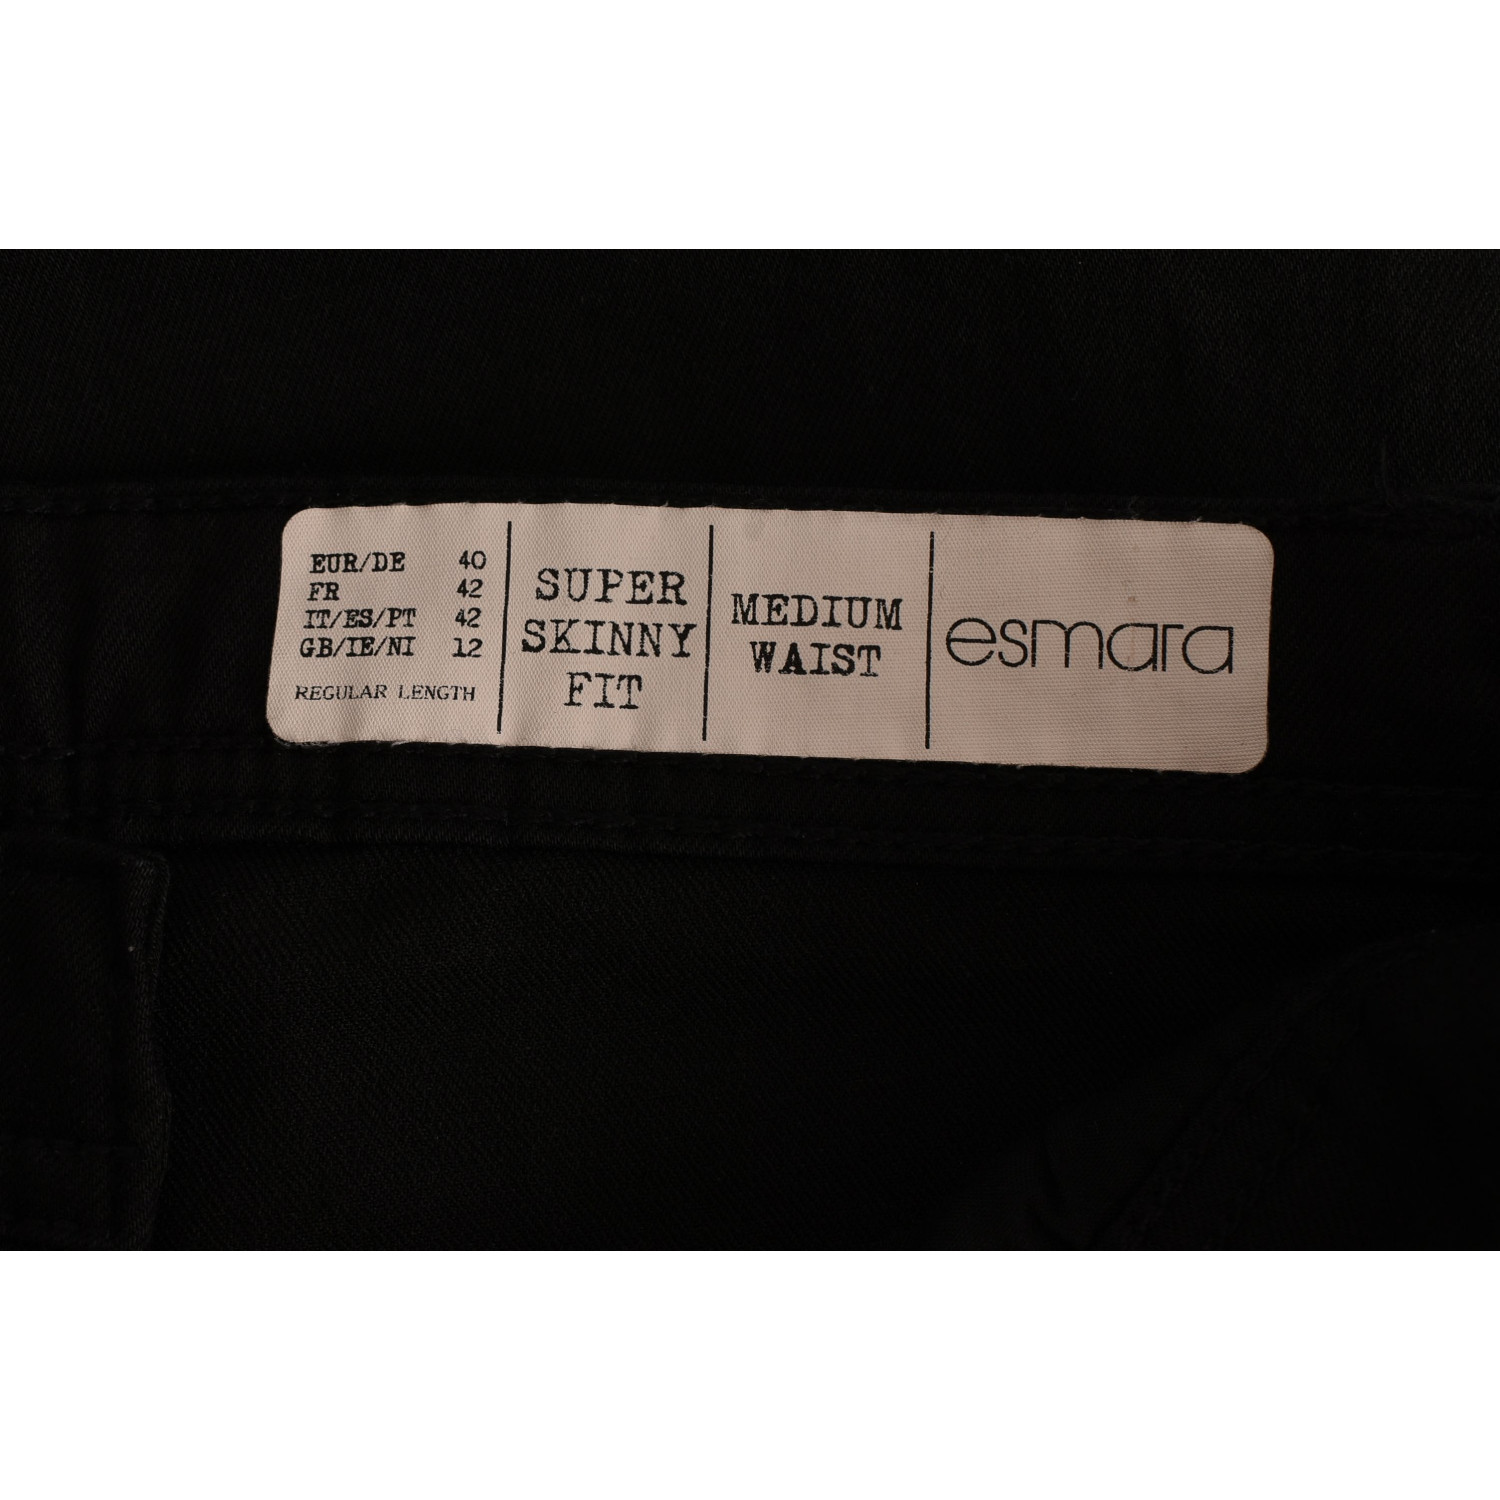 EUR/DE 40
FR 42
IT/ES/PT 42
GB/IE/NI 12
REGULAR LENGTH
SUPER
SKINNY
FIT
MEDIUM
WAIST
esmara